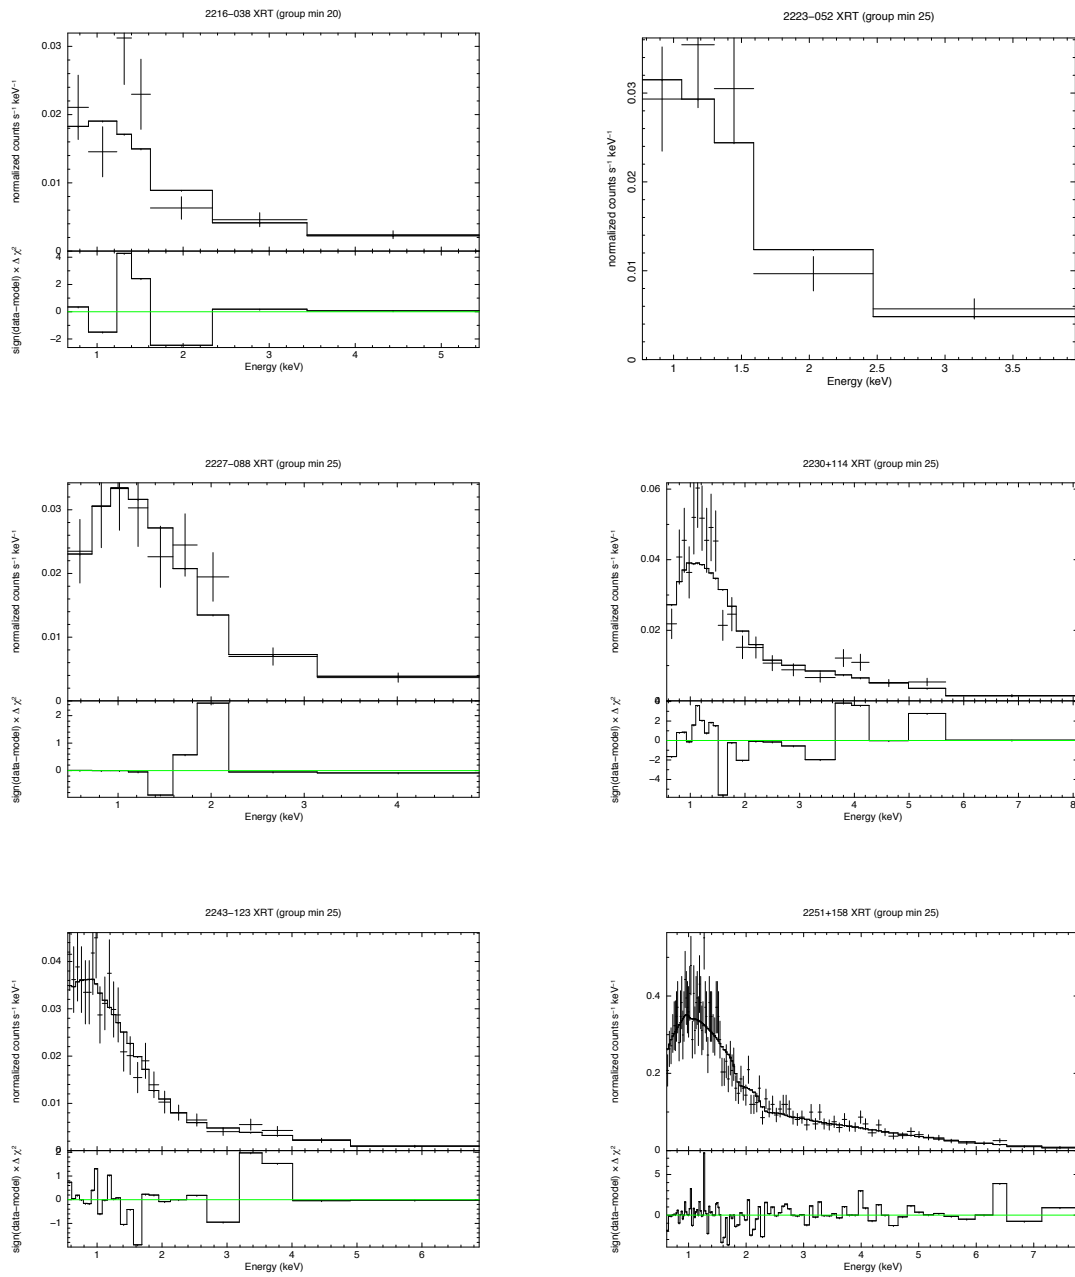 2216−038 XRT (group min 20)
normalized counts s⁻¹ keV⁻¹
0.03
0.02
0.01
0
sign(data−model) × Δ χ²
4
2
0
−2
1 2 3 4 5
Energy (keV)
2223−052 XRT (group min 25)
normalized counts s⁻¹ keV⁻¹
0.03
0.02
0.01
0
1 1.5 2 2.5 3 3.5
Energy (keV)
2227−088 XRT (group min 25)
normalized counts s⁻¹ keV⁻¹
0.03
0.02
0.01
0
sign(data−model) × Δ χ²
2
1
0
1 2 3 4
Energy (keV)
2230+114 XRT (group min 25)
normalized counts s⁻¹ keV⁻¹
0.06
0.04
0.02
0
sign(data−model) × Δ χ²
2
0
−2
−4
1 2 3 4 5 6 7 8
Energy (keV)
2243−123 XRT (group min 25)
normalized counts s⁻¹ keV⁻¹
0.04
0.03
0.02
0.01
0
sign(data−model) × Δ χ²
2
1
0
−1
1 2 3 4 5 6
Energy (keV)
2251+158 XRT (group min 25)
normalized counts s⁻¹ keV⁻¹
0.4
0.2
0
sign(data−model) × Δ χ²
5
0
1 2 3 4 5 6 7
Energy (keV)